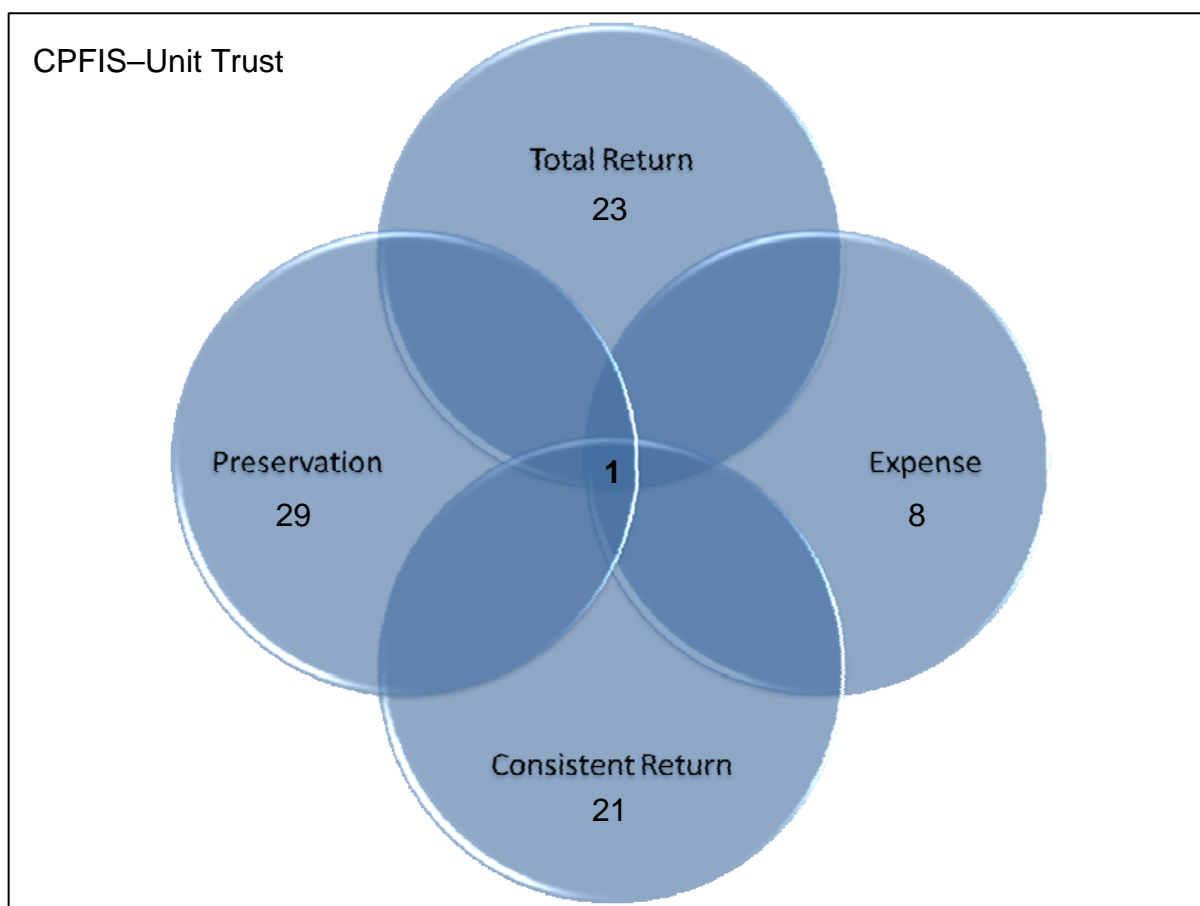 CPFIS–Unit Trust
Total Return
23
Preservation
29
1
Expense
8
Consistent Return
21